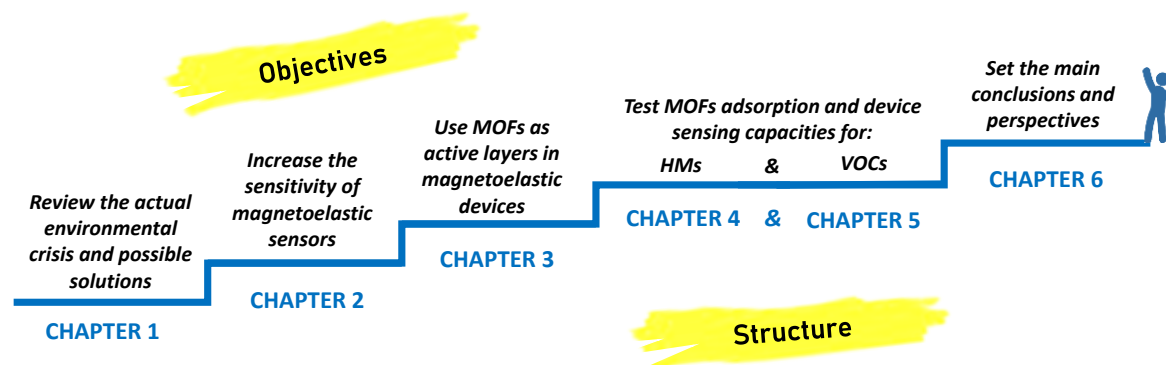 Objectives
Review the actual
environmental
crisis and possible
solutions
CHAPTER 1
Increase the
sensitivity of
magnetoelastic
sensors
CHAPTER 2
Use MOFs as
active layers in
magnetoelastic
devices
CHAPTER 3
Test MOFs adsorption and device
sensing capacities for:
HMs & VOCs
CHAPTER 4 & CHAPTER 5
Set the main
conclusions and
perspectives
CHAPTER 6
Structure